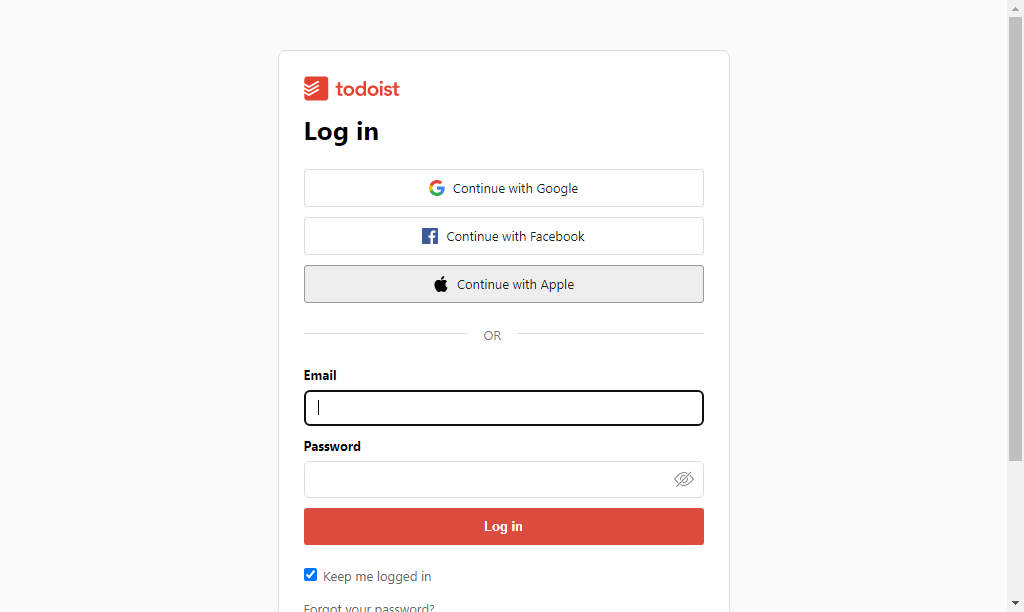 todoist
Log in
Continue with Google
Continue with Facebook
Continue with Apple
OR
Email
Password
Log in
Keep me logged in
Forgot your password?